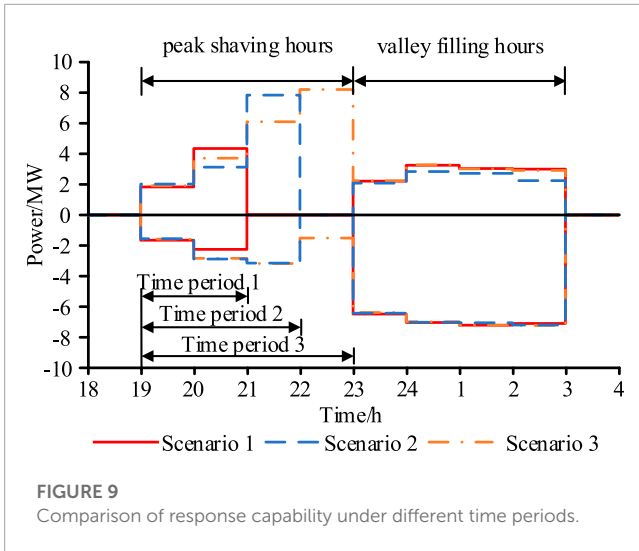 peak shaving hours valley filling hours
10
8
6
4
2
0
-2
-4
-6
-8
-10
Power/MW
Time period 1
Time period 2
Time period 3
18 19 20 21 22 23 24 1 2 3 4
Time/h
Scenario 1 Scenario 2 Scenario 3
FIGURE 9
Comparison of response capability under different time periods.